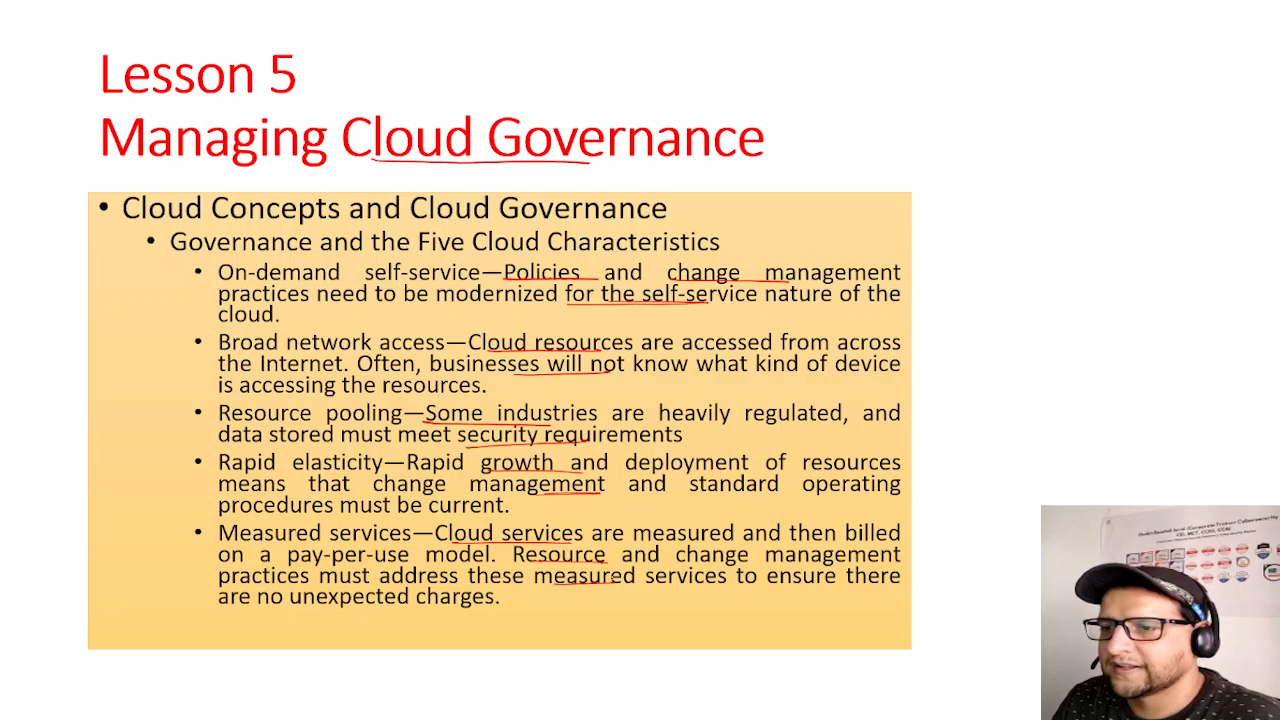 Lesson 5
Managing Cloud Governance
• Cloud Concepts and Cloud Governance
• Governance and the Five Cloud Characteristics
• On-demand self-service—Policies and change management
practices need to be modernized for the self-service nature of the
cloud.
• Broad network access—Cloud resources are accessed from across
the Internet. Often, businesses will not know what kind of device
is accessing the resources.
• Resource pooling—Some industries are heavily regulated, and
data stored must meet security requirements
• Rapid elasticity—Rapid growth and deployment of resources
means that change management and standard operating
procedures must be current.
• Measured services—Cloud services are measured and then billed
on a pay-per-use model. Resource and change management
practices must address these measured services to ensure there
are no unexpected charges.